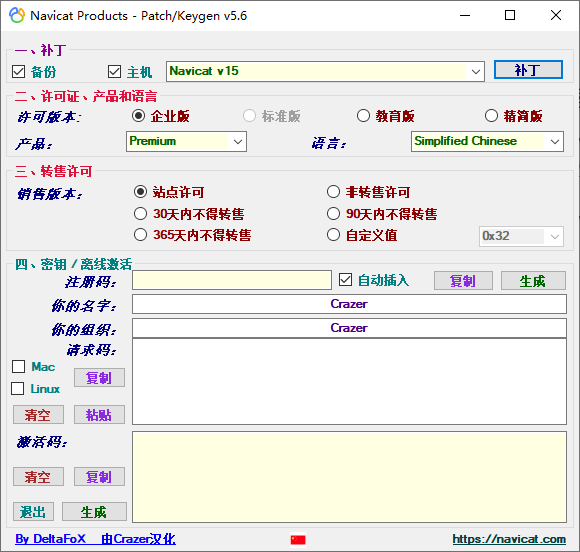 Navicat Products - Patch/Keygen v5.6
一、补丁
备份 主机 Navicat v15 补丁
二、许可证、产品和语言
许可版本: 企业版 标准版 教育版 精简版
产品: Premium 语言: Simplified Chinese
三、转售许可
销售版本: 站点许可 非转售许可
30天内不得转售 90天内不得转售
365天内不得转售 自定义值 0x32
四、密钥 / 离线激活
注册码: 自动插入 复制 生成
你的名字: Crazer
你的组织: Crazer
请求码:
Mac
复制
Linux
清空 粘贴
激活码:
清空 复制
退出 生成
By DeltaFoX 由Crazer汉化 https://navicat.com